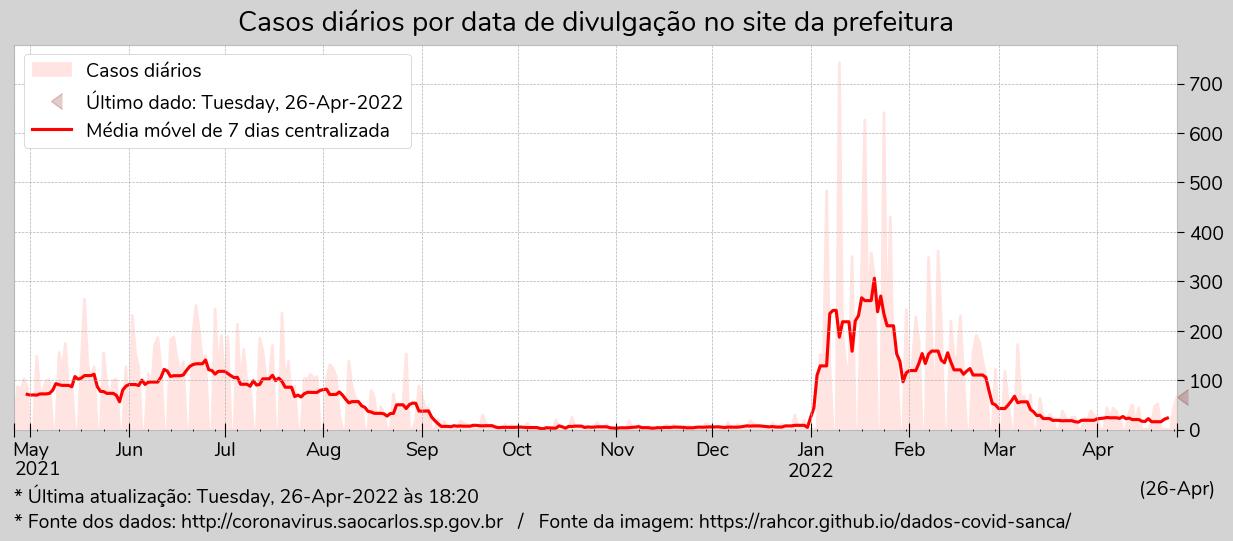 Casos diários por data de divulgação no site da prefeitura
Casos diários
Último dado: Tuesday, 26-Apr-2022
Média móvel de 7 dias centralizada
700
600
500
400
300
200
100
0
May Jun Jul Aug Sep Oct Nov Dec Jan Feb Mar Apr
2021 2022
(26-Apr)
* Última atualização: Tuesday, 26-Apr-2022 às 18:20
* Fonte dos dados: http://coronavirus.saocarlos.sp.gov.br / Fonte da imagem: https://rahcor.github.io/dados-covid-sanca/